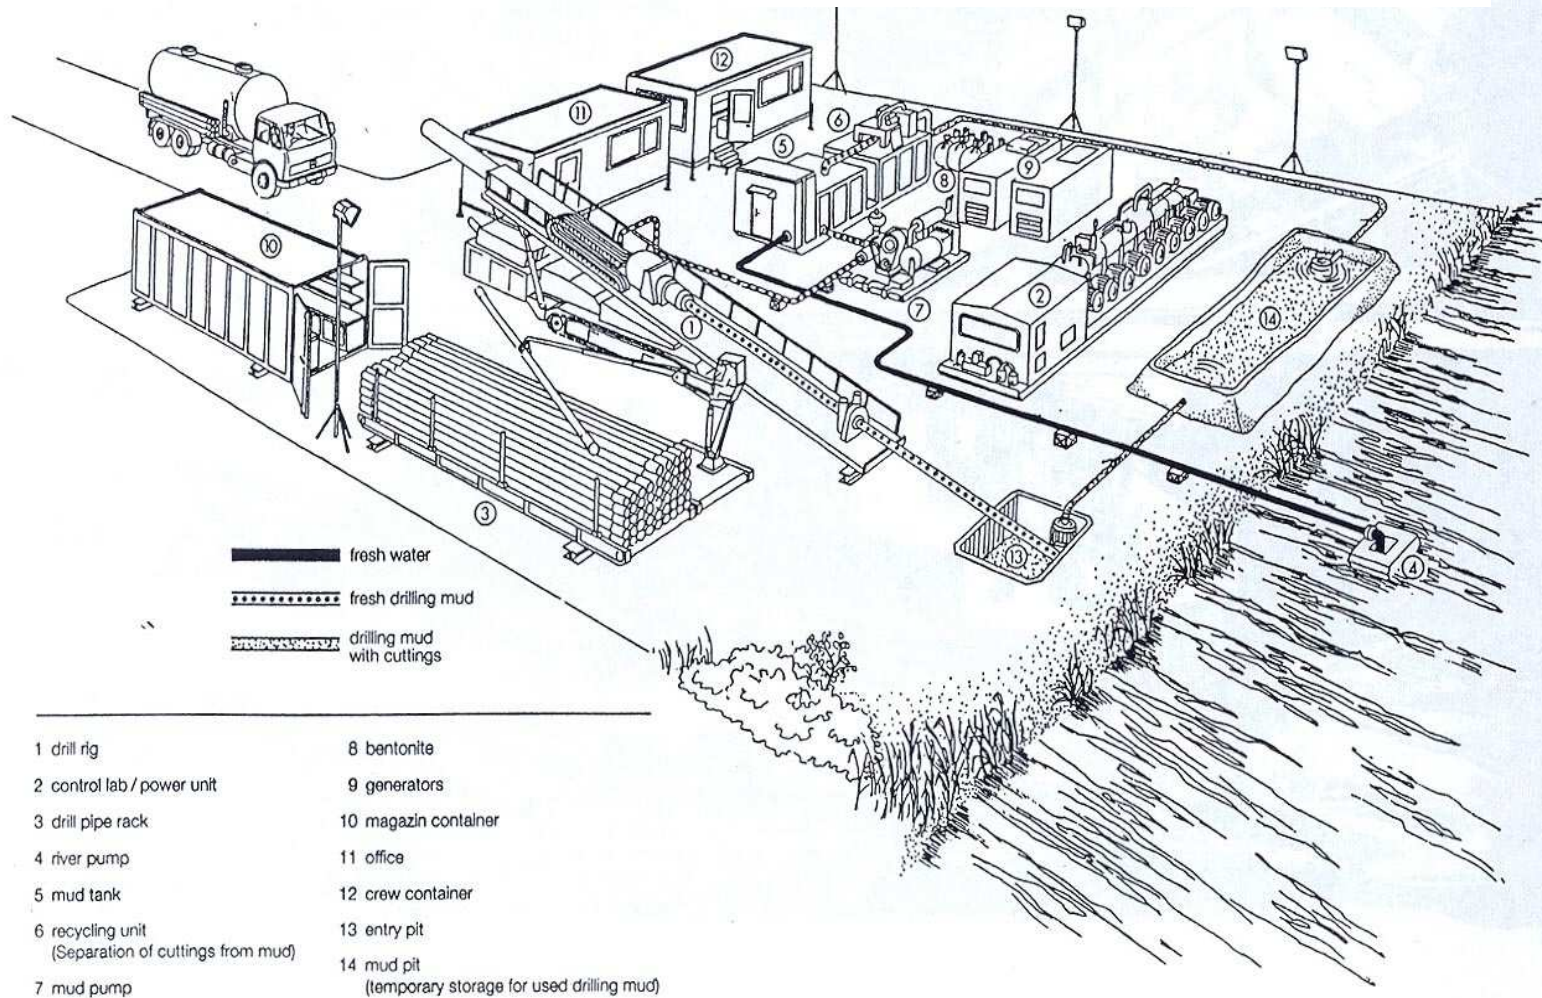 12
11
6
5
9
8
10
2
7
14
1
3
13
4
fresh water
fresh drilling mud
drilling mud
with cuttings
1 drill rig
2 control lab / power unit
3 drill pipe rack
4 river pump
5 mud tank
6 recycling unit
(Separation of cuttings from mud)
7 mud pump
8 bentonite
9 generators
10 magazin container
11 office
12 crew container
13 entry pit
14 mud pit
(temporary storage for used drilling mud)